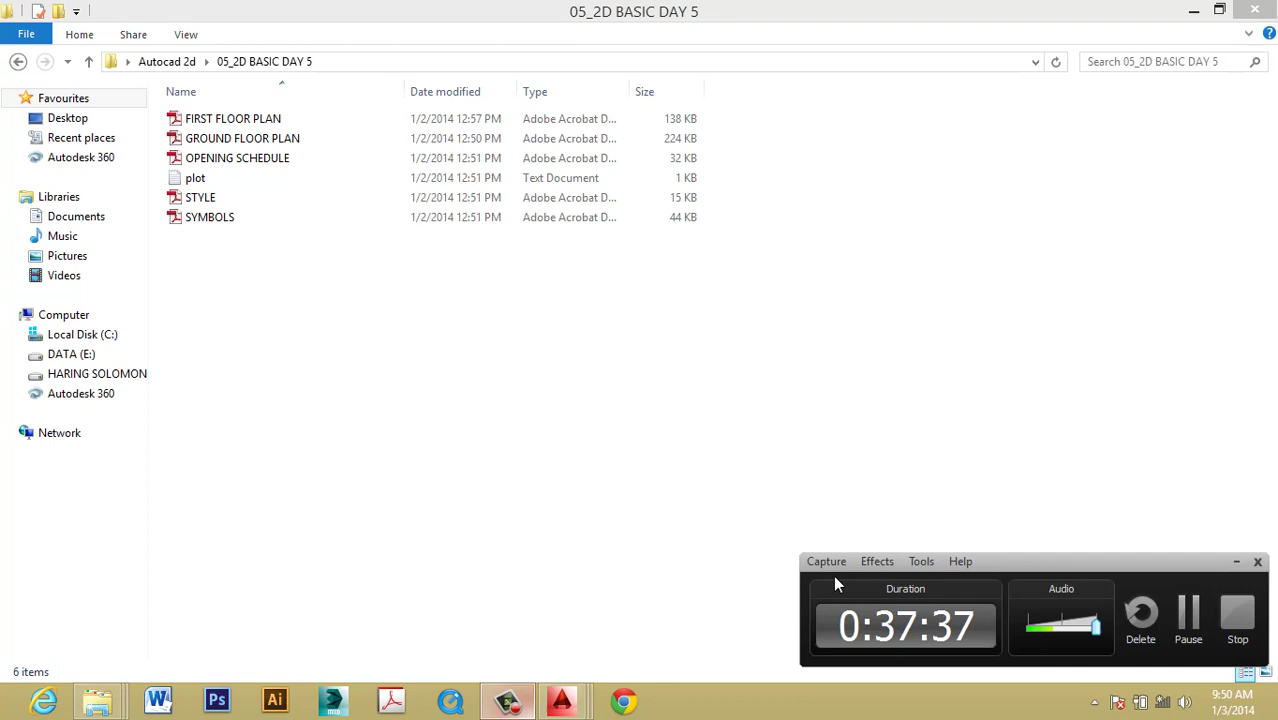 05_2D BASIC DAY 5
File Home Share View
Autocad 2d 05_2D BASIC DAY 5 Search 05_2D BASIC DAY 5
Favourites
Desktop
Recent places
Autodesk 360
Libraries
Documents
Music
Pictures
Videos
Computer
Local Disk (C:)
DATA (E:)
HARING SOLOMON
Autodesk 360
Network
Name Date modified Type Size
FIRST FLOOR PLAN 1/2/2014 12:57 PM Adobe Acrobat D... 138 KB
GROUND FLOOR PLAN 1/2/2014 12:50 PM Adobe Acrobat D... 224 KB
OPENING SCHEDULE 1/2/2014 12:51 PM Adobe Acrobat D... 32 KB
plot 1/2/2014 12:51 PM Text Document 1 KB
STYLE 1/2/2014 12:51 PM Adobe Acrobat D... 15 KB
SYMBOLS 1/2/2014 12:51 PM Adobe Acrobat D... 44 KB
Capture Effects Tools Help
Duration Audio
0:37:37
Delete Pause Stop
6 items
W Ps Ai
9:50 AM
1/3/2014